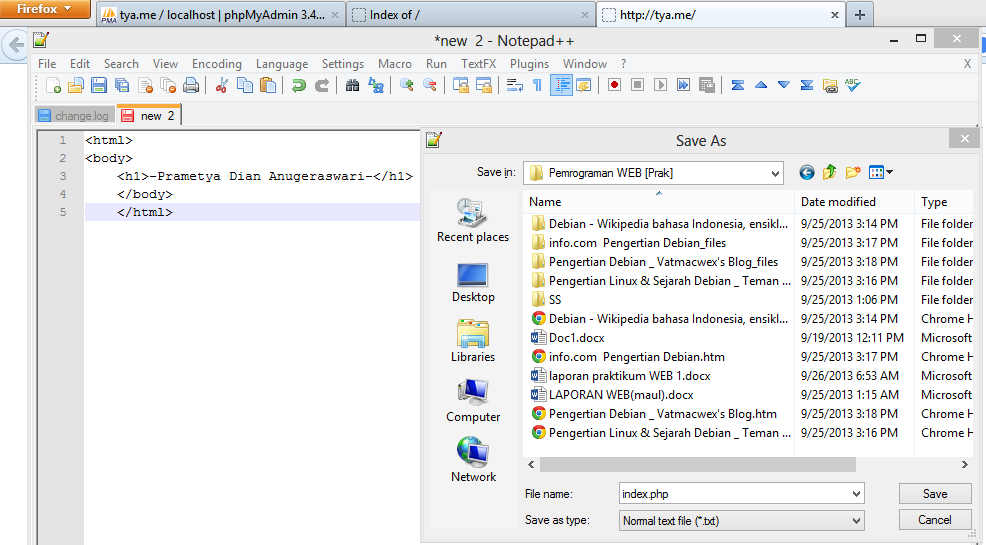 Firefox
tya.me / localhost | phpMyAdmin 3.4...
Index of /
http://tya.me/
PMA
*new 2 - Notepad++
File Edit Search View Encoding Language Settings Macro Run TextFX Plugins Window ? X
ABC
change.log
new 2
1 <html>
2 <body>
3 <h1>-Prametya Dian Anugeraswari-</h1>
4 </body>
5 </html>
Save As
Save in: Pemrograman WEB [Prak]
Name Date modified Type
Debian - Wikipedia bahasa Indonesia, ensikl... 9/25/2013 3:14 PM File folder
info.com Pengertian Debian_files 9/25/2013 3:17 PM File folder
Pengertian Debian _ Vatmacwex's Blog_files 9/25/2013 3:18 PM File folder
Pengertian Linux & Sejarah Debian _ Teman ... 9/25/2013 3:16 PM File folder
SS 9/25/2013 1:06 PM File folder
Debian - Wikipedia bahasa Indonesia, ensikl... 9/25/2013 3:14 PM Chrome H
Doc1.docx 9/19/2013 12:11 PM Microsoft
info.com Pengertian Debian.htm 9/25/2013 3:17 PM Chrome H
laporan praktikum WEB 1.docx 9/26/2013 6:53 AM Microsoft
LAPORAN WEB(maul).docx 9/25/2013 1:15 AM Microsoft
Pengertian Debian _ Vatmacwex's Blog.htm 9/25/2013 3:18 PM Chrome H
Pengertian Linux & Sejarah Debian _ Teman ... 9/25/2013 3:16 PM Chrome H
Recent places
Desktop
Libraries
Computer
Network
File name: index.php Save
Save as type: Normal text file (*.txt) Cancel